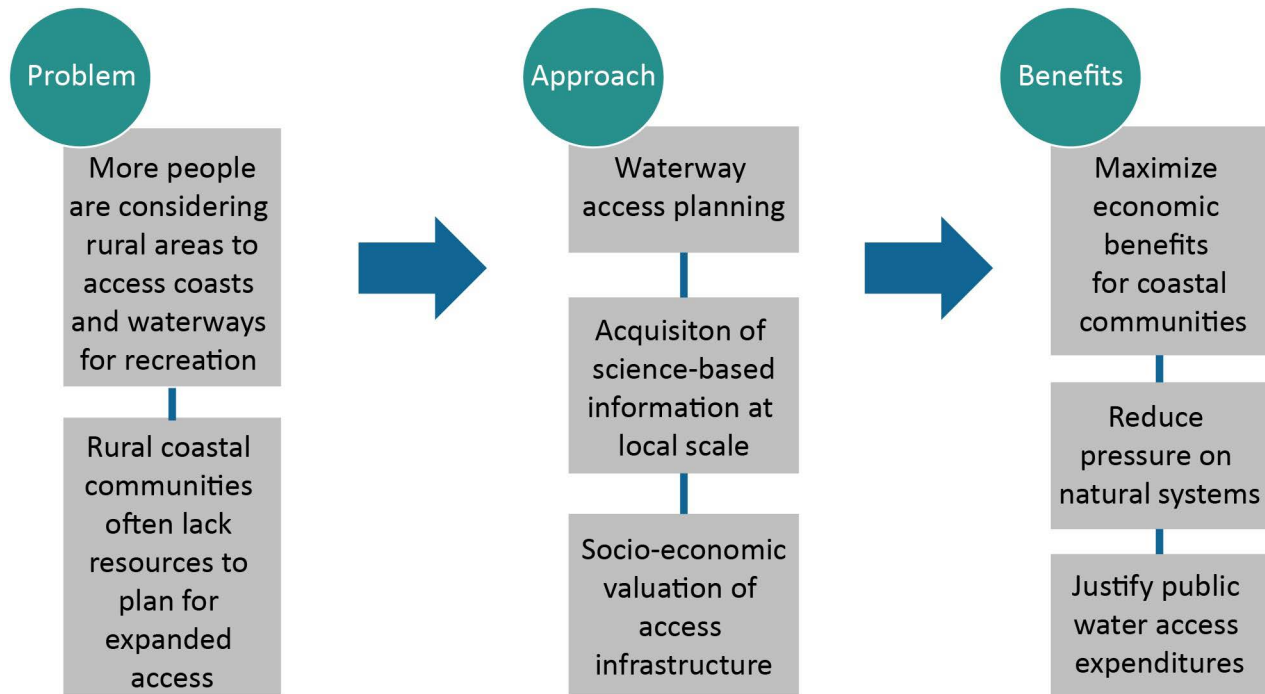 Problem
More people
are considering
rural areas to
access coasts
and waterways
for recreation
Rural coastal
communities
often lack
resources to
plan for
expanded
access
Approach
Waterway
access planning
Acquisiton of
science-based
information at
local scale
Socio-economic
valuation of
access
infrastructure
Benefits
Maximize
economic
benefits
for coastal
communities
Reduce
pressure on
natural systems
Justify public
water access
expenditures